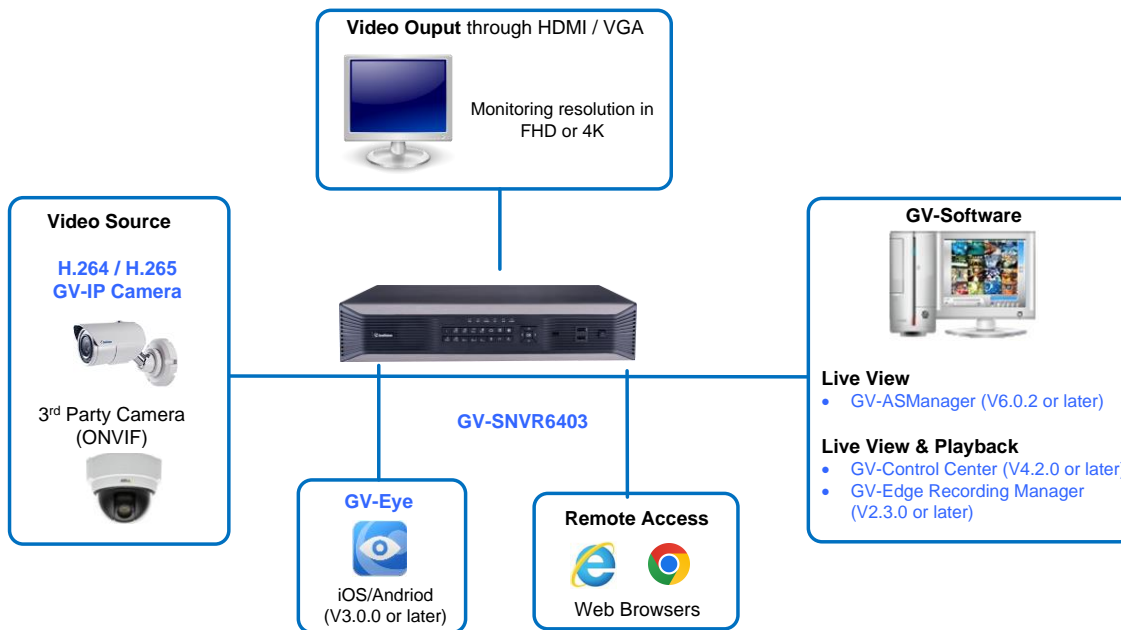 Video Ouput through HDMI / VGA
Monitoring resolution in
FHD or 4K
Video Source
H.264 / H.265
GV-IP Camera
3rd Party Camera
(ONVIF)
GV-SNVR6403
GV-Eye
iOS/Andriod
(V3.0.0 or later)
Remote Access
Web Browsers
GV-Software
Live View
• GV-ASManager (V6.0.2 or later)
Live View & Playback
• GV-Control Center (V4.2.0 or later)
• GV-Edge Recording Manager
(V2.3.0 or later)